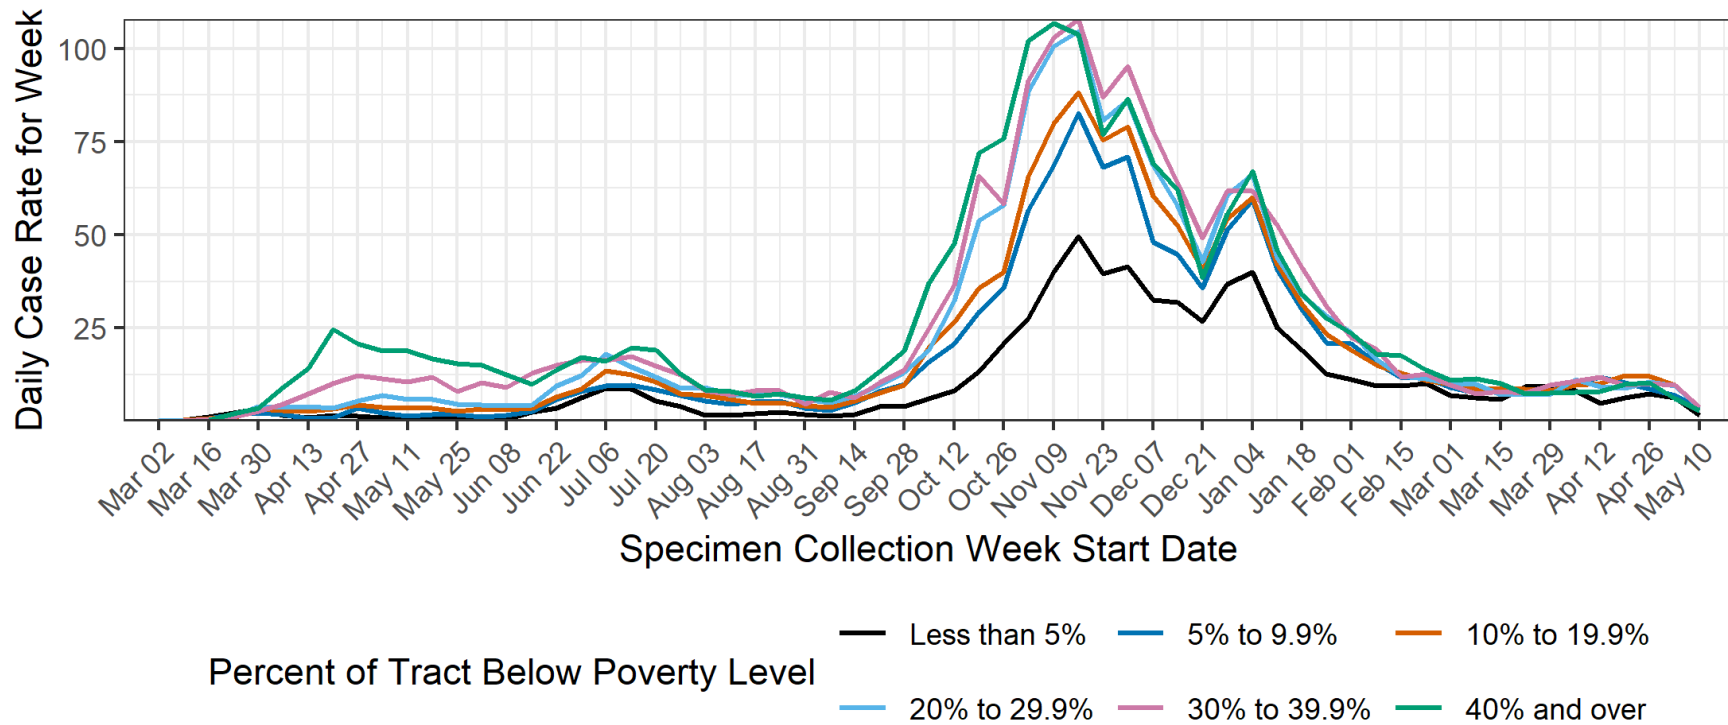 Daily Case Rate for Week
100
75
50
25
Mar 02
Mar 16
Mar 30
Apr 13
Apr 27
May 11
May 25
Jun 08
Jun 22
Jul 06
Jul 20
Aug 03
Aug 17
Aug 31
Sep 14
Sep 28
Oct 12
Oct 26
Nov 09
Nov 23
Dec 07
Dec 21
Jan 04
Jan 18
Feb 01
Feb 15
Mar 01
Mar 15
Mar 29
Apr 12
Apr 26
May 10
Specimen Collection Week Start Date
Percent of Tract Below Poverty Level
Less than 5%
5% to 9.9%
10% to 19.9%
20% to 29.9%
30% to 39.9%
40% and over